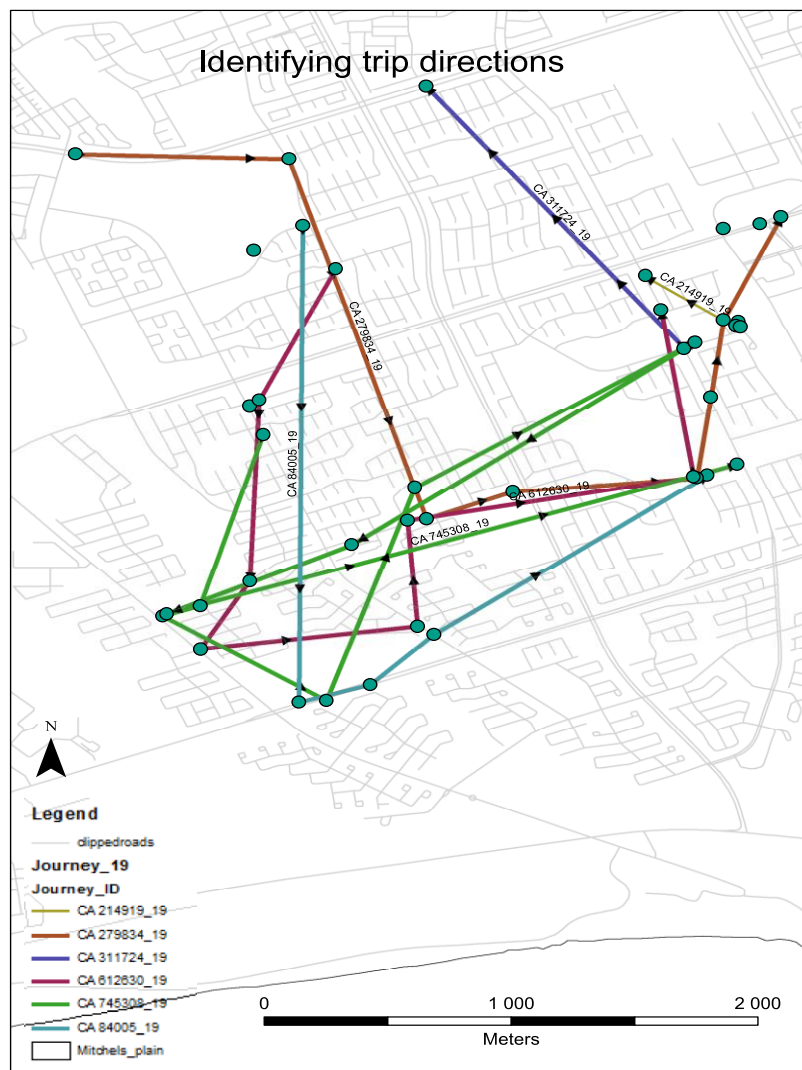 Identifying trip directions
CA 311724_19
CA 214919_19
CA 279834_19
CA 84005_19
CA 612630_19
CA 745308_19
N
Legend
clippedroads
Journey_19
Journey_ID
CA 214919_19
CA 279834_19
CA 311724_19
CA 612630_19
CA 745308_19
CA 84005_19
Mitchels_plain
0 1 000 2 000
Meters